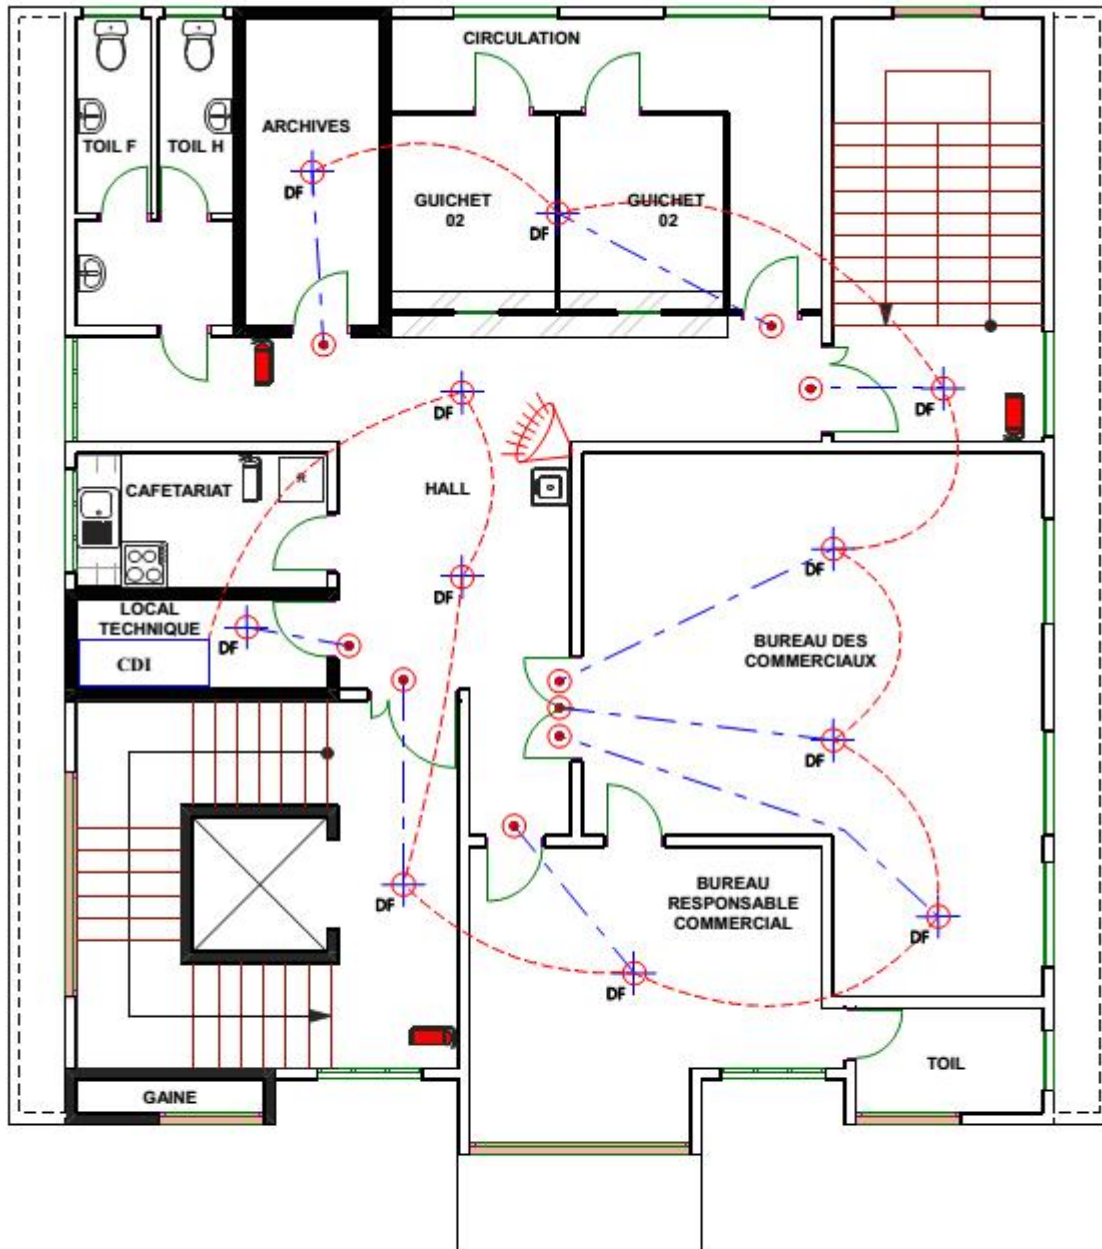 CIRCULATION
ARCHIVES
TOIL F
TOIL H
DF
GUICHET
02
GUICHET
02
DF
DF
DF
CAFETARIAT
HALL
DF
DF
LOCAL
TECHNIQUE
DF
CDI
BUREAU DES
COMMERCIAUX
DF
BUREAU
RESPONSABLE
COMMERCIAL
DF
DF
DF
TOIL
GAINE